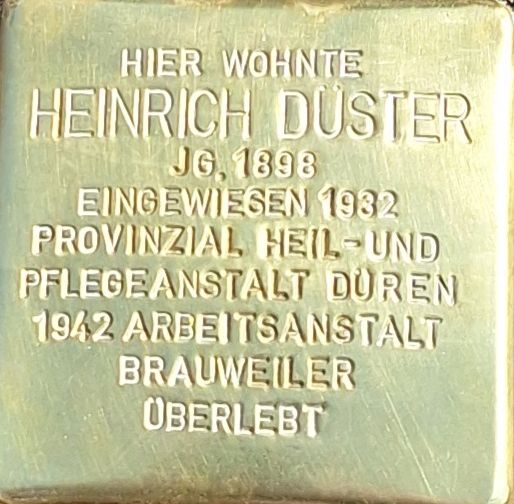 HIER WOHNTE
HEINRICH DÜSTER
JG. 1898
EINGEWIESEN 1932
PROVINZIAL HEIL-UND
PFLEGEANSTALT DÜREN
1942 ARBEITSANSTALT
BRAUWEILER
ÜBERLEBT